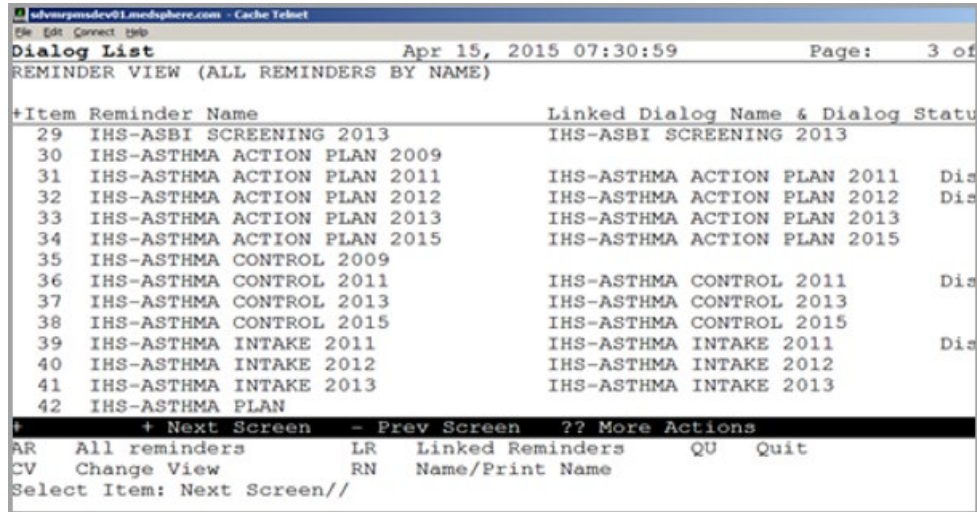 sdvmrpmsdev01.medsphere.com - Cache Telnet
File Edit Connect Help
Dialog List Apr 15, 2015 07:30:59 Page: 3 of
REMINDER VIEW (ALL REMINDERS BY NAME)
+Item Reminder Name Linked Dialog Name & Dialog Statu
29 IHS-ASBI SCREENING 2013 IHS-ASBI SCREENING 2013
30 IHS-ASTHMA ACTION PLAN 2009
31 IHS-ASTHMA ACTION PLAN 2011 IHS-ASTHMA ACTION PLAN 2011 Dis
32 IHS-ASTHMA ACTION PLAN 2012 IHS-ASTHMA ACTION PLAN 2012 Dis
33 IHS-ASTHMA ACTION PLAN 2013 IHS-ASTHMA ACTION PLAN 2013
34 IHS-ASTHMA ACTION PLAN 2015 IHS-ASTHMA ACTION PLAN 2015
35 IHS-ASTHMA CONTROL 2009
36 IHS-ASTHMA CONTROL 2011 IHS-ASTHMA CONTROL 2011 Dis
37 IHS-ASTHMA CONTROL 2013 IHS-ASTHMA CONTROL 2013
38 IHS-ASTHMA CONTROL 2015 IHS-ASTHMA CONTROL 2015
39 IHS-ASTHMA INTAKE 2011 IHS-ASTHMA INTAKE 2011 Dis
40 IHS-ASTHMA INTAKE 2012 IHS-ASTHMA INTAKE 2012
41 IHS-ASTHMA INTAKE 2013 IHS-ASTHMA INTAKE 2013
42 IHS-ASTHMA PLAN
+ + Next Screen - Prev Screen ?? More Actions
AR All reminders LR Linked Reminders QU Quit
CV Change View RN Name/Print Name
Select Item: Next Screen//